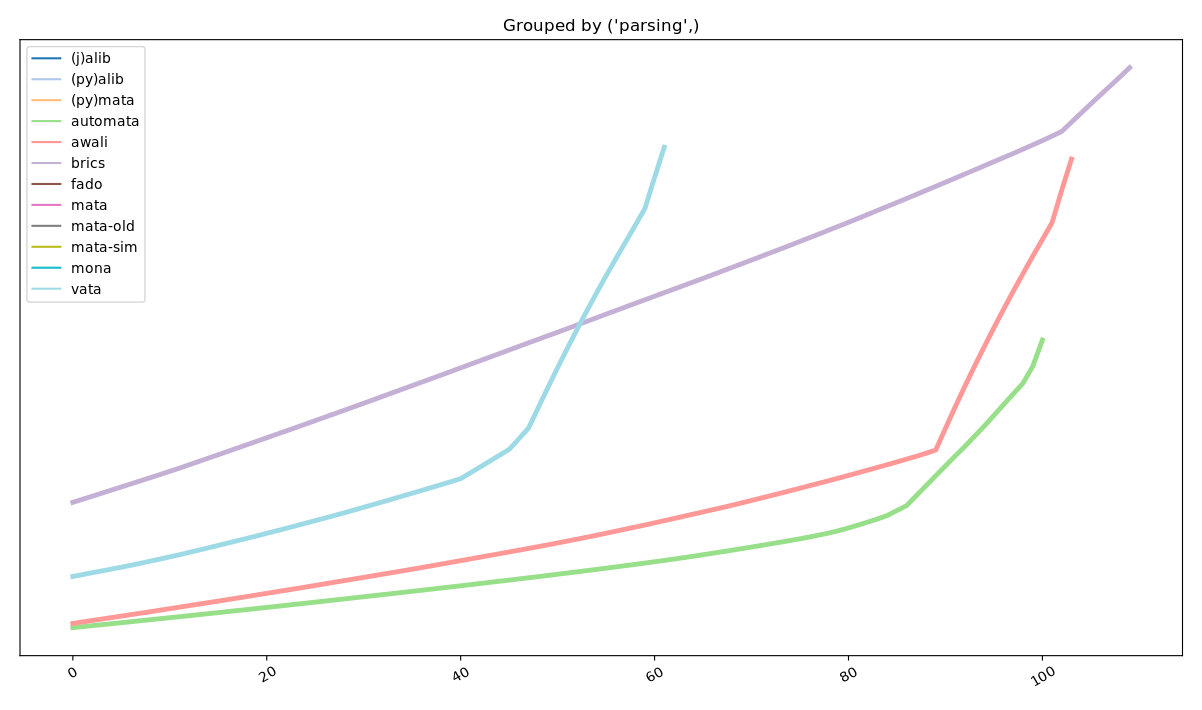 Grouped by ('parsing',)
(j)alib
(py)alib
(py)mata
automata
awali
brics
fado
mata
mata-old
mata-sim
mona
vata
0 20 40 60 80 100